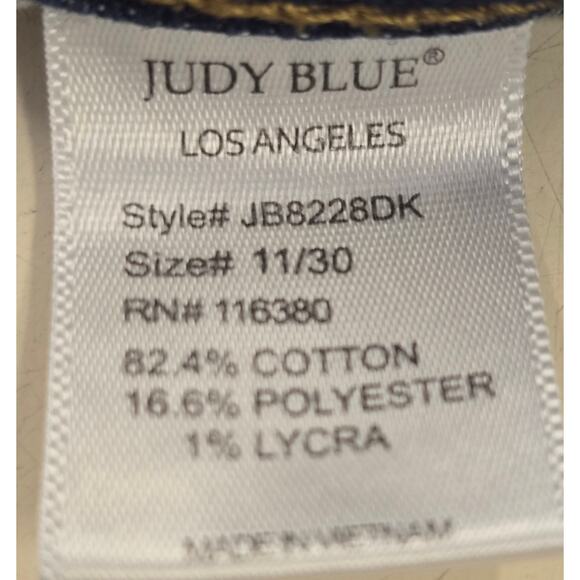 JUDY BLUE®
LOS ANGELES
Style# JB8228DK
Size# 11/30
RN# 116380
82.4% COTTON
16.6% POLYESTER
1% LYCRA
MADE IN VIETNAM